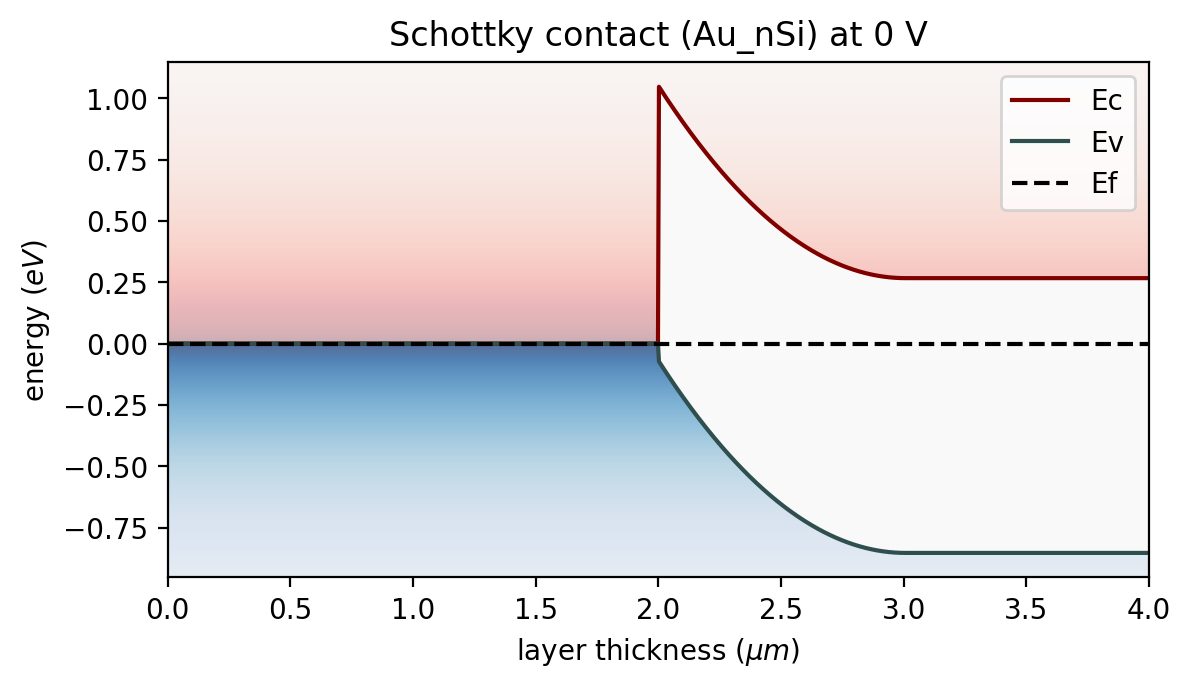 Schottky contact (Au_nSi) at 0 V
1.00
0.75
0.50
0.25
0.00
−0.25
−0.50
−0.75
energy (eV)
Ec
Ev
Ef
0.0 0.5 1.0 1.5 2.0 2.5 3.0 3.5 4.0
layer thickness (μm)